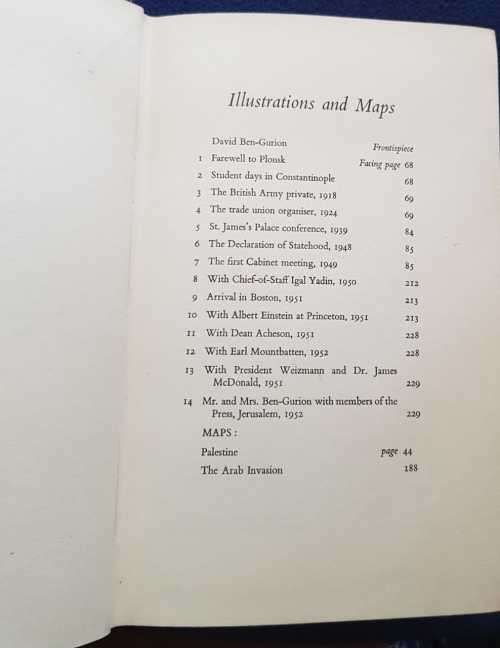 Illustrations and Maps
David Ben-Gurion Frontispiece
1 Farewell to Plonsk Facing page 68
2 Student days in Constantinople 68
3 The British Army private, 1918 69
4 The trade union organiser, 1924 69
5 St. James's Palace conference, 1939 84
6 The Declaration of Statehood, 1948 85
7 The first Cabinet meeting, 1949 85
8 With Chief-of-Staff Igal Yadin, 1950 212
9 Arrival in Boston, 1951 213
10 With Albert Einstein at Princeton, 1951 213
11 With Dean Acheson, 1951 228
12 With Earl Mountbatten, 1952 228
13 With President Weizmann and Dr. James
McDonald, 1951 229
14 Mr. and Mrs. Ben-Gurion with members of the
Press, Jerusalem, 1952 229
MAPS :
Palestine page 44
The Arab Invasion 188